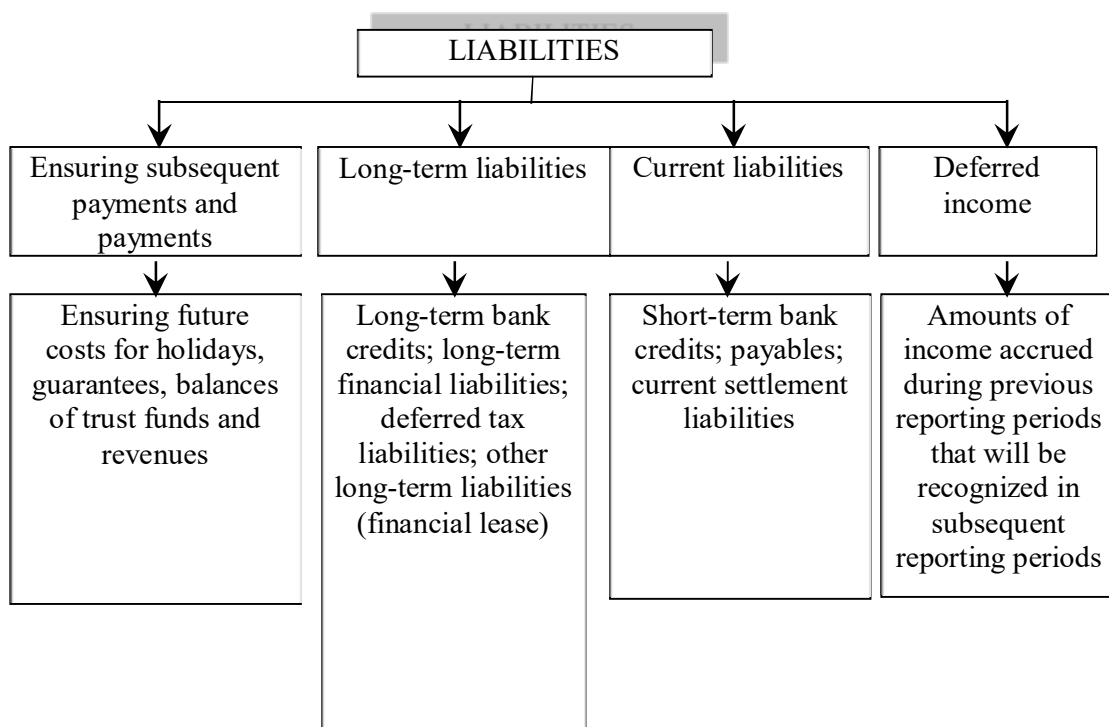 LIABILITIES
LIABILITIES
Ensuring subsequent
payments and
payments
Long-term liabilities
Current liabilities
Deferred
income
Ensuring future
costs for holidays,
guarantees, balances
of trust funds and
revenues
Long-term bank
credits; long-term
financial liabilities;
deferred tax
liabilities; other
long-term liabilities
(financial lease)
Short-term bank
credits; payables;
current settlement
liabilities
Amounts of
income accrued
during previous
reporting periods
that will be
recognized in
subsequent
reporting periods